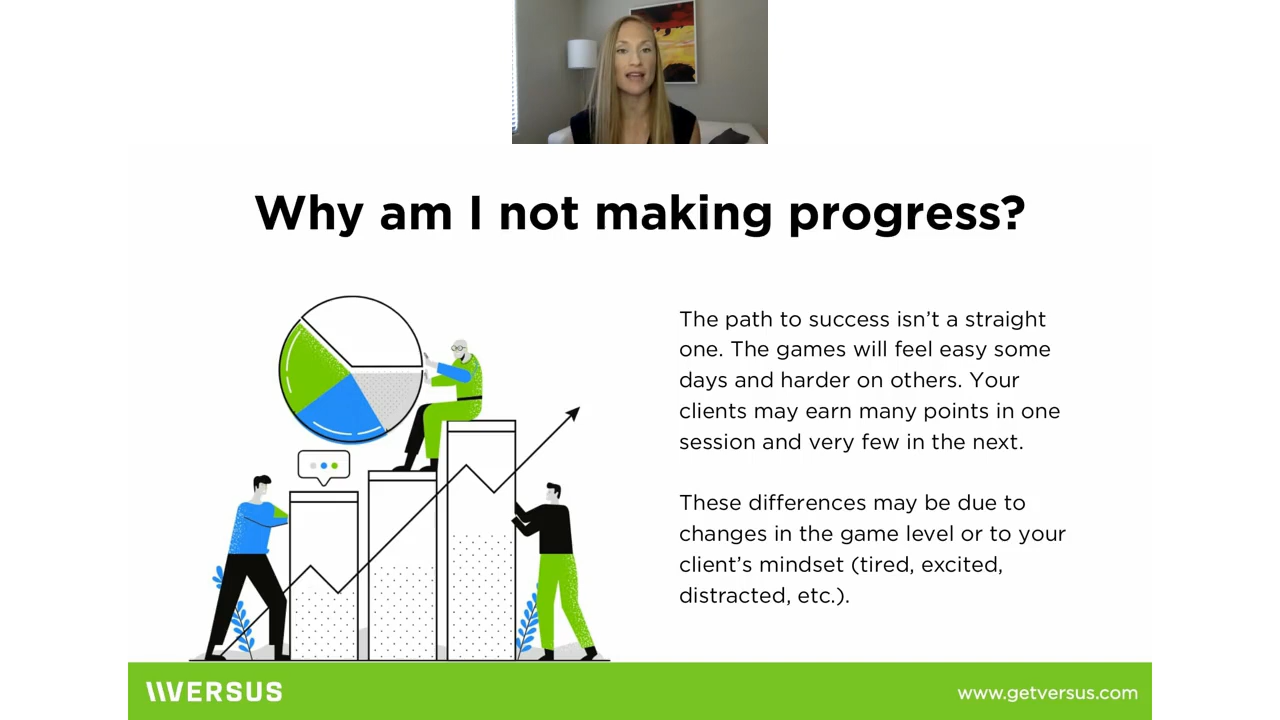 Why am I not making progress?
The path to success isn’t a straight
one. The games will feel easy some
days and harder on others. Your
clients may earn many points in one
session and very few in the next.
These differences may be due to
changes in the game level or to your
client’s mindset (tired, excited,
distracted, etc.).
VERSUS
www.getversus.com